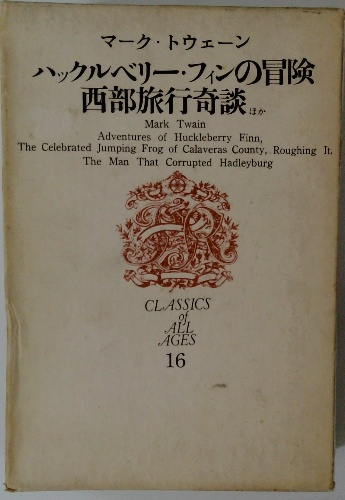 マーク・トウェーン
ハックルベリー・フィンの冒険
西部旅行奇談 ほか
Mark Twain
Adventures of Huckleberry Finn,
The Celebrated Jumping Frog of Calaveras County, Roughing It.
The Man That Corrupted Hadleyburg
CLASSICS
of
ALL
AGES
16